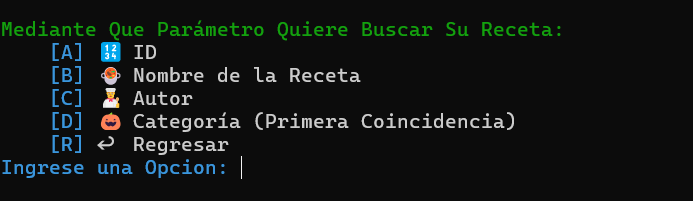 Mediante Que Parámetro Quiere Buscar Su Receta:
[A] 🔢 ID
[B] 🍲 Nombre de la Receta
[C] 👨‍🍳 Autor
[D] 🎃 Categoría (Primera Coincidencia)
[R] ↩ Regresar
Ingrese una Opcion: